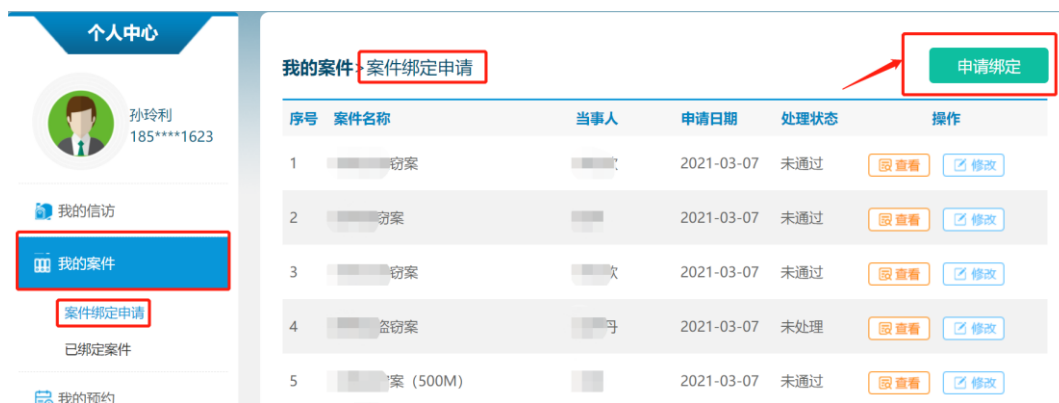 个人中心
孙玲利
185****1623
我的信访
我的案件
案件绑定申请
已绑定案件
我的预约
我的案件>案件绑定申请
申请绑定
序号 案件名称 当事人 申请日期 处理状态 操作
1 窃案 2021-03-07 未通过 查看 修改
2 窃案 2021-03-07 未通过 查看 修改
3 窃案 2021-03-07 未通过 查看 修改
4 盗窃案 丹 2021-03-07 未处理 查看 修改
5 案（500M） 2021-03-07 未通过 查看 修改